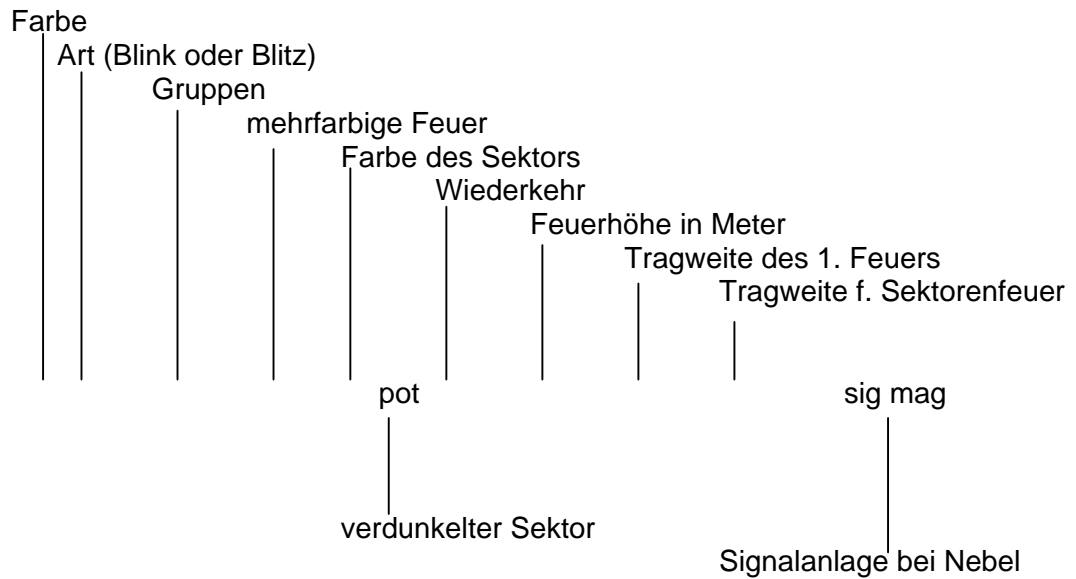 Farbe
Art (Blink oder Blitz)
Gruppen
mehrfarbige Feuer
Farbe des Sektors
Wiederkehr
Feuerhöhe in Meter
Tragweite des 1. Feuers
Tragweite f. Sektorenfeuer
pot sig mag
verdunkelter Sektor
Signalanlage bei Nebel